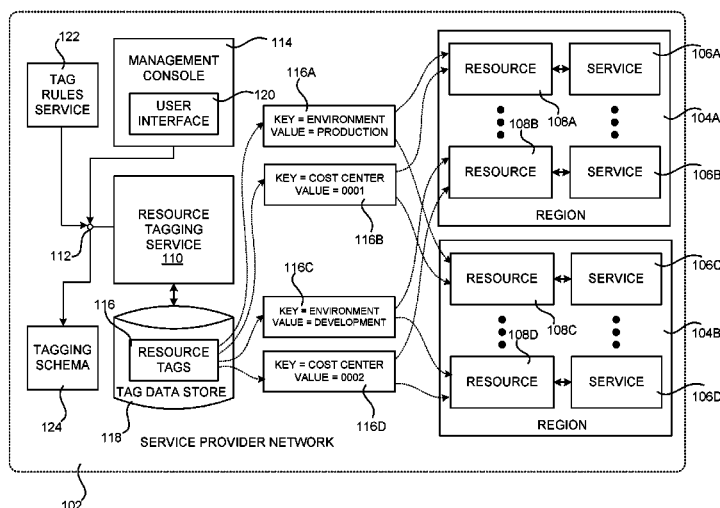 122
TAG
RULES
SERVICE
MANAGEMENT
CONSOLE
114
120
USER
INTERFACE
116A
KEY = ENVIRONMENT
VALUE = PRODUCTION
KEY = COST CENTER
VALUE = 0001
116B
112
RESOURCE
TAGGING
SERVICE
110
116C
KEY = ENVIRONMENT
VALUE = DEVELOPMENT
KEY = COST CENTER
VALUE = 0002
116D
TAGGING
SCHEMA
124
116
RESOURCE
TAGS
TAG DATA STORE
118
SERVICE PROVIDER NETWORK
102
RESOURCE
SERVICE
106A
108A
108B
104A
RESOURCE
SERVICE
106B
REGION
RESOURCE
SERVICE
106C
108C
108D
104B
RESOURCE
SERVICE
106D
REGION